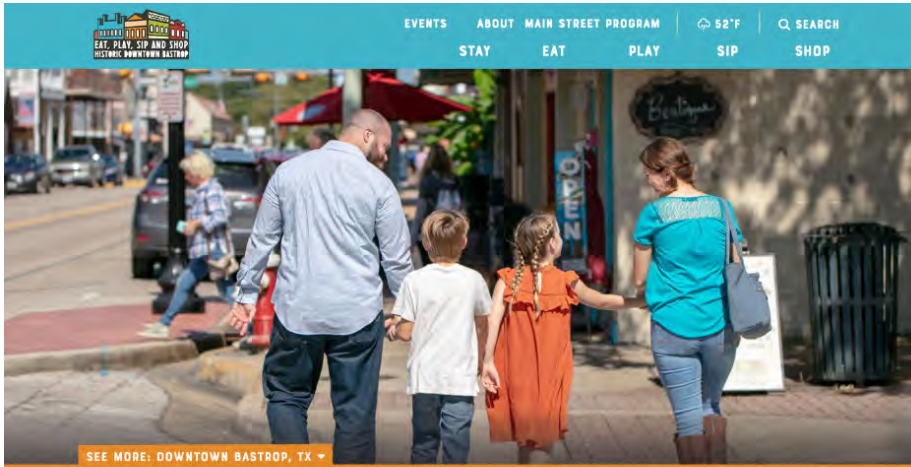 EAT, PLAY, SIP AND SHOP
HISTORIC DOWNTOWN BASTROP
EVENTS ABOUT MAIN STREET PROGRAM 52°F SEARCH
STAY EAT PLAY SIP SHOP
Boutique
OPEN
SEE MORE: DOWNTOWN BASTROP, TX